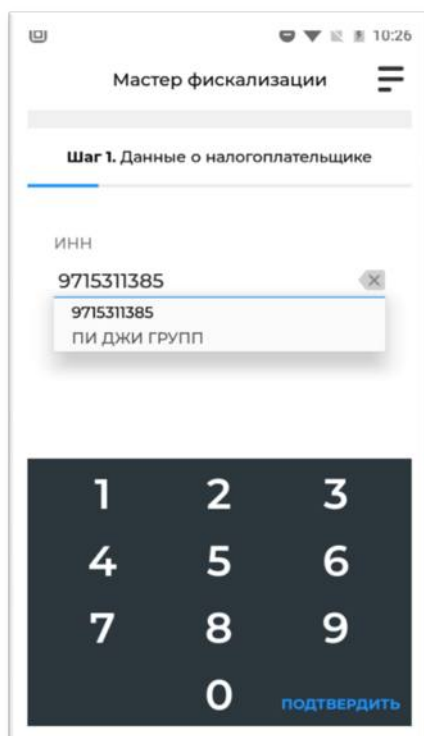 10:26
Мастер фискализации
Шаг 1. Данные о налогоплательщике
ИНН
9715311385
9715311385
ПИ ДЖИ ГРУПП
1 2 3
4 5 6
7 8 9
0 ПОДТВЕРДИТЬ